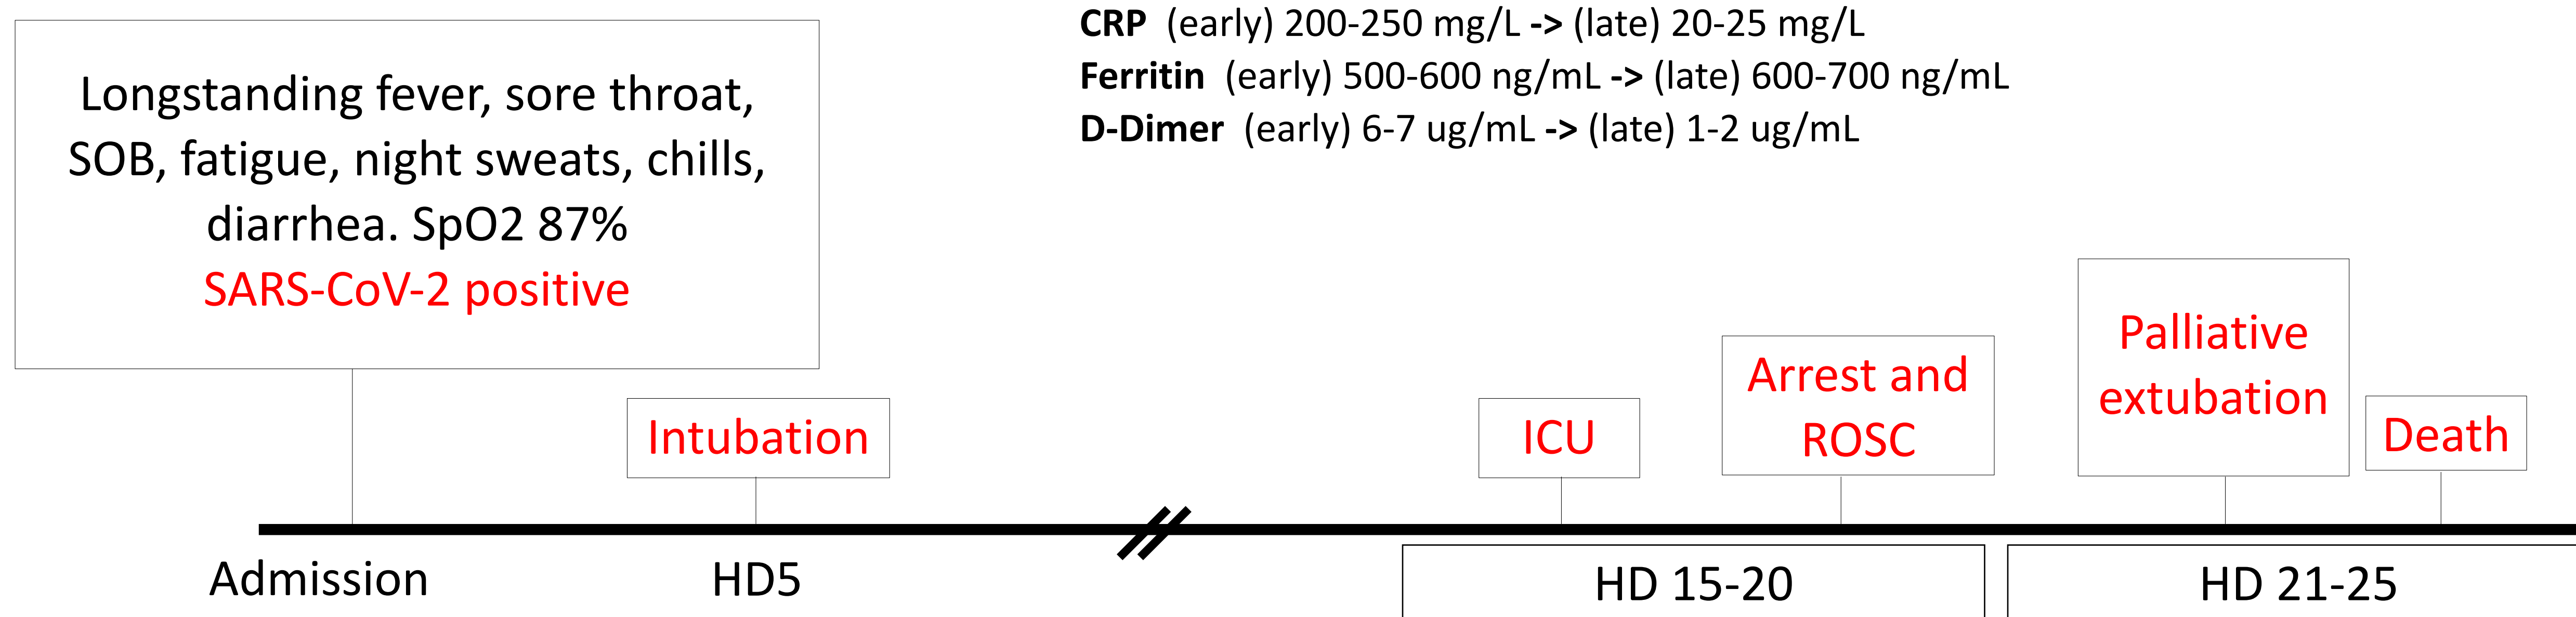 CRP (early) 200-250 mg/L -> (late) 20-25 mg/L
Ferritin (early) 500-600 ng/mL -> (late) 600-700 ng/mL
D-Dimer (early) 6-7 ug/mL -> (late) 1-2 ug/mL
Longstanding fever, sore throat,
SOB, fatigue, night sweats, chills,
diarrhea. SpO2 87%
SARS-CoV-2 positive
Intubation
ICU
Arrest and
ROSC
Palliative
extubation
Death
Admission
HD5
HD 15-20
HD 21-25